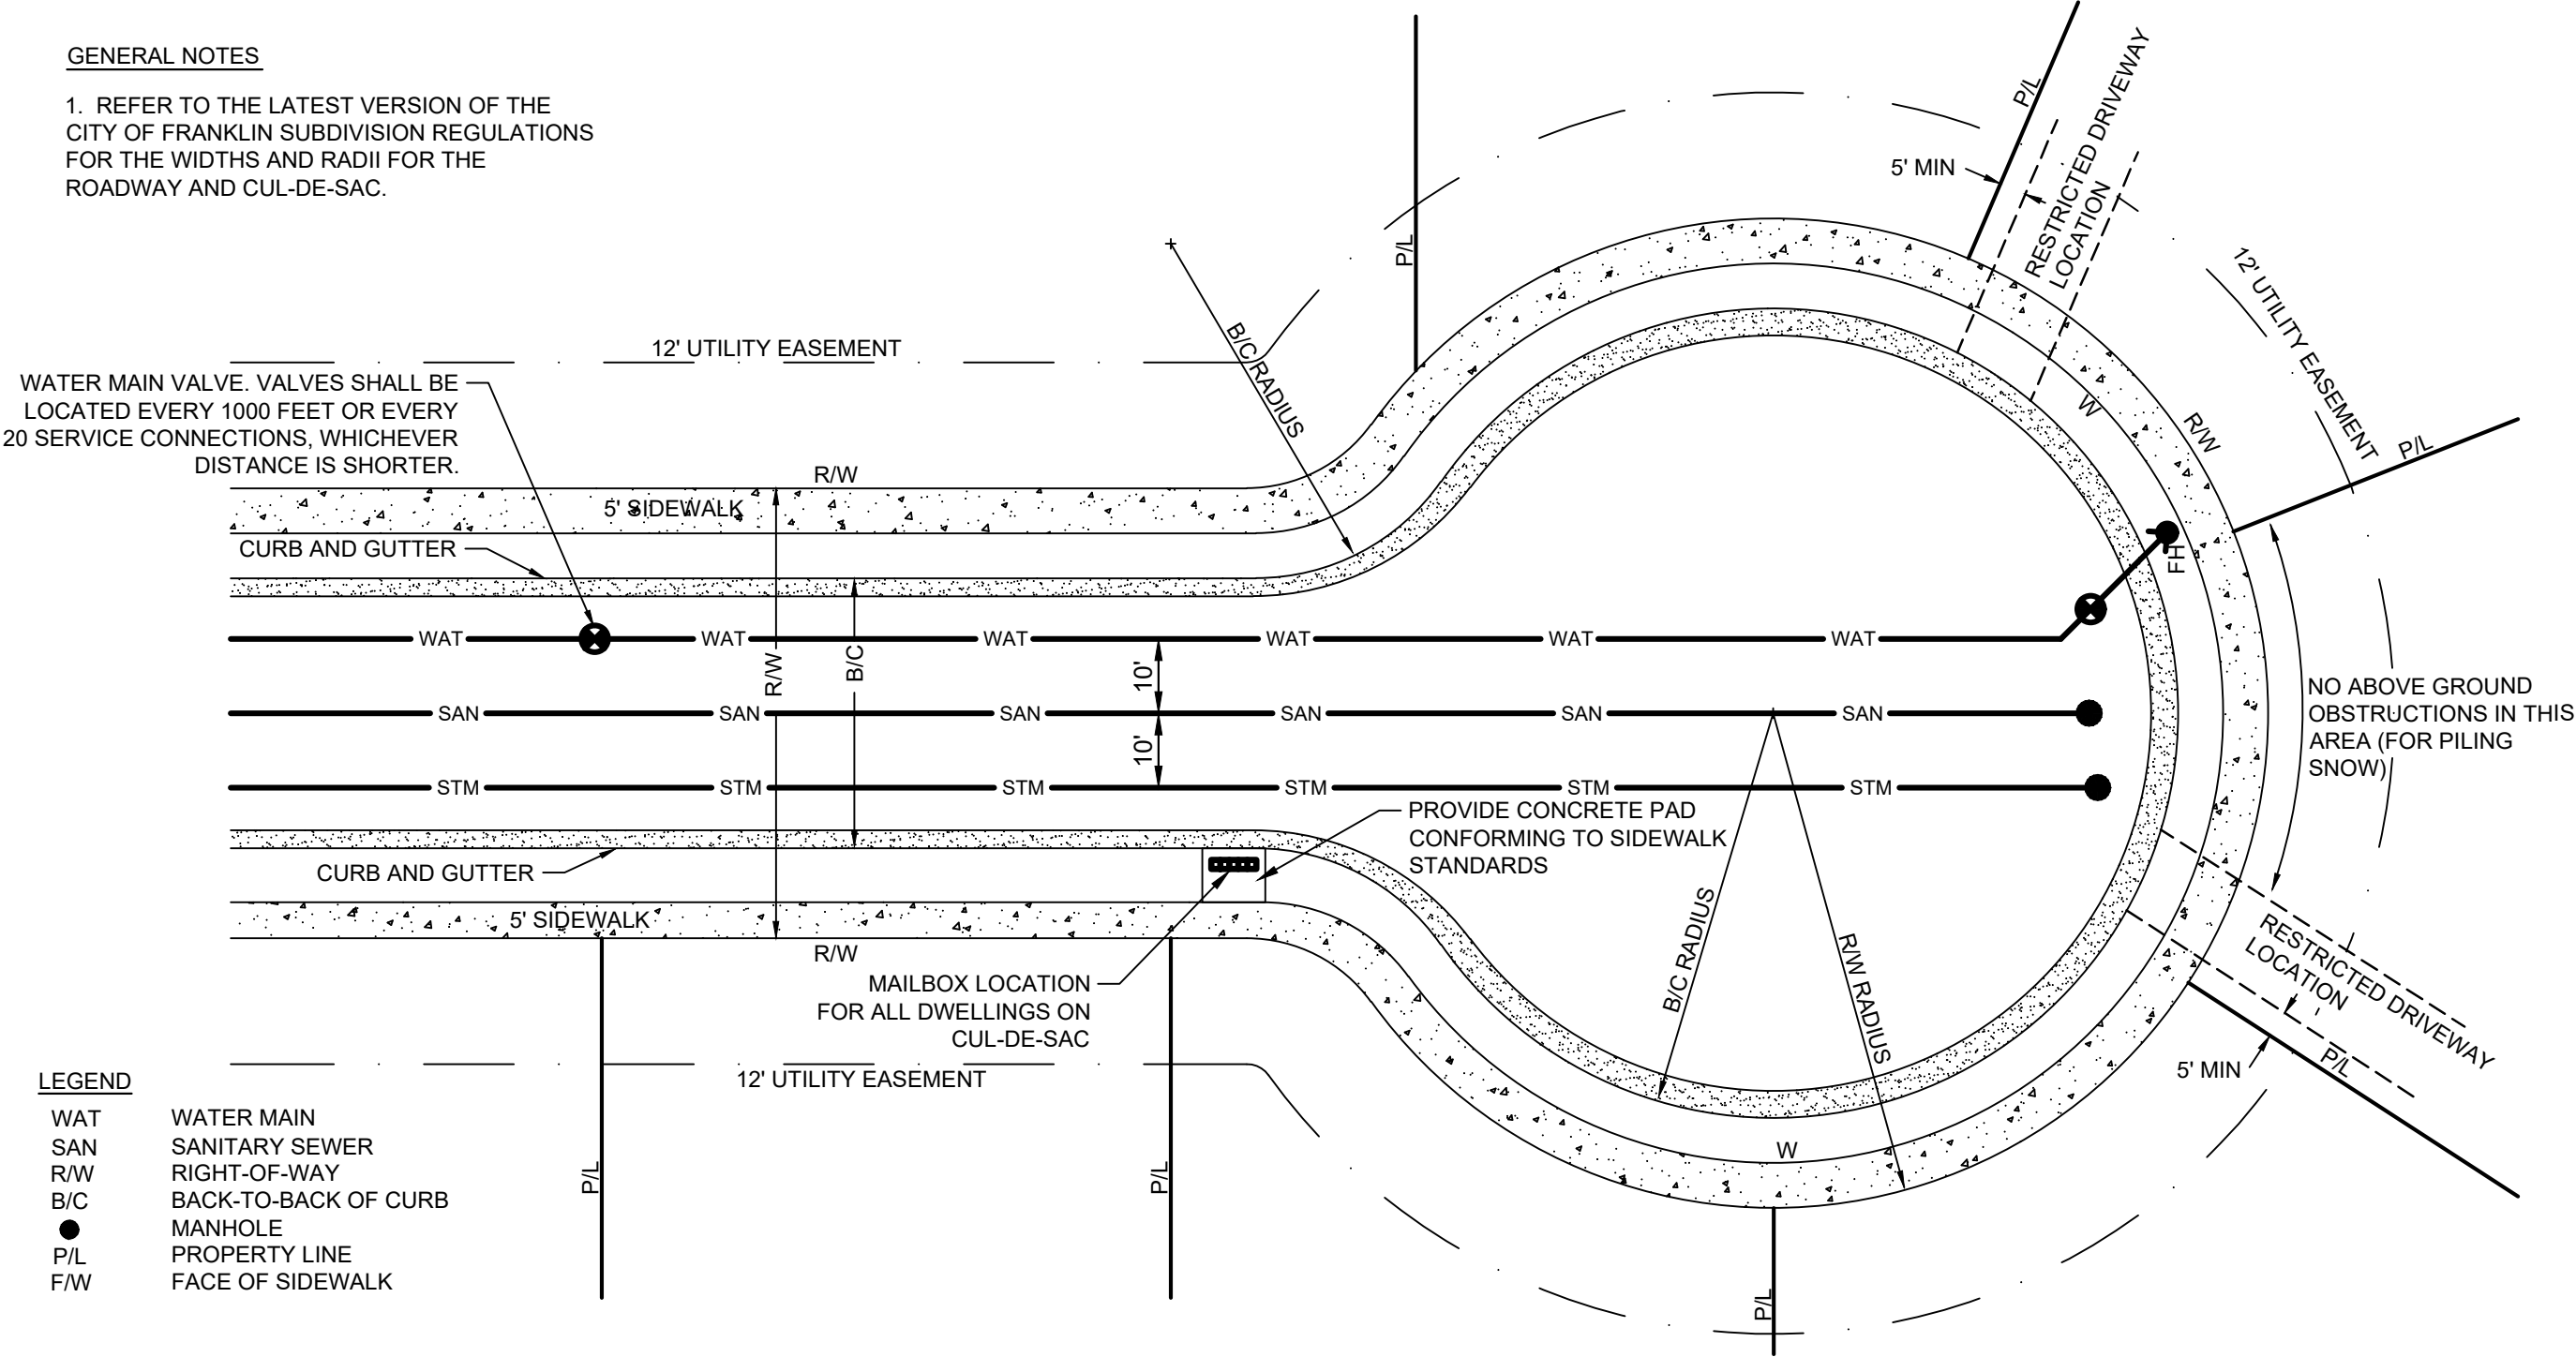 GENERAL NOTES
1. REFER TO THE LATEST VERSION OF THE
CITY OF FRANKLIN SUBDIVISION REGULATIONS
FOR THE WIDTHS AND RADII FOR THE
ROADWAY AND CUL-DE-SAC.
P/L
P/L
5' MIN
RESTRICTED DRIVEWAY
LOCATION
12' UTILITY EASEMENT
B/C RADIUS
12' UTILITY EASEMENT
WATER MAIN VALVE. VALVES SHALL BE
LOCATED EVERY 1000 FEET OR EVERY
20 SERVICE CONNECTIONS, WHICHEVER
DISTANCE IS SHORTER.
W
R/W
P/L
R/W
5' SIDEWALK
CURB AND GUTTER
FH
WAT WAT WAT WAT WAT WAT
R/W
B/C
10'
SAN SAN SAN SAN SAN SAN
10'
STM STM STM STM STM STM
NO ABOVE GROUND
OBSTRUCTIONS IN THIS
AREA (FOR PILING
SNOW)
PROVIDE CONCRETE PAD
CONFORMING TO SIDEWALK
STANDARDS
CURB AND GUTTER
5' SIDEWALK
R/W
B/C RADIUS
R/W RADIUS
RESTRICTED DRIVEWAY
LOCATION
MAILBOX LOCATION
FOR ALL DWELLINGS ON
CUL-DE-SAC
5' MIN
P/L
12' UTILITY EASEMENT
P/L
P/L
W
P/L
LEGEND
WAT WATER MAIN
SAN SANITARY SEWER
R/W RIGHT-OF-WAY
B/C BACK-TO-BACK OF CURB
MANHOLE
P/L PROPERTY LINE
F/W FACE OF SIDEWALK